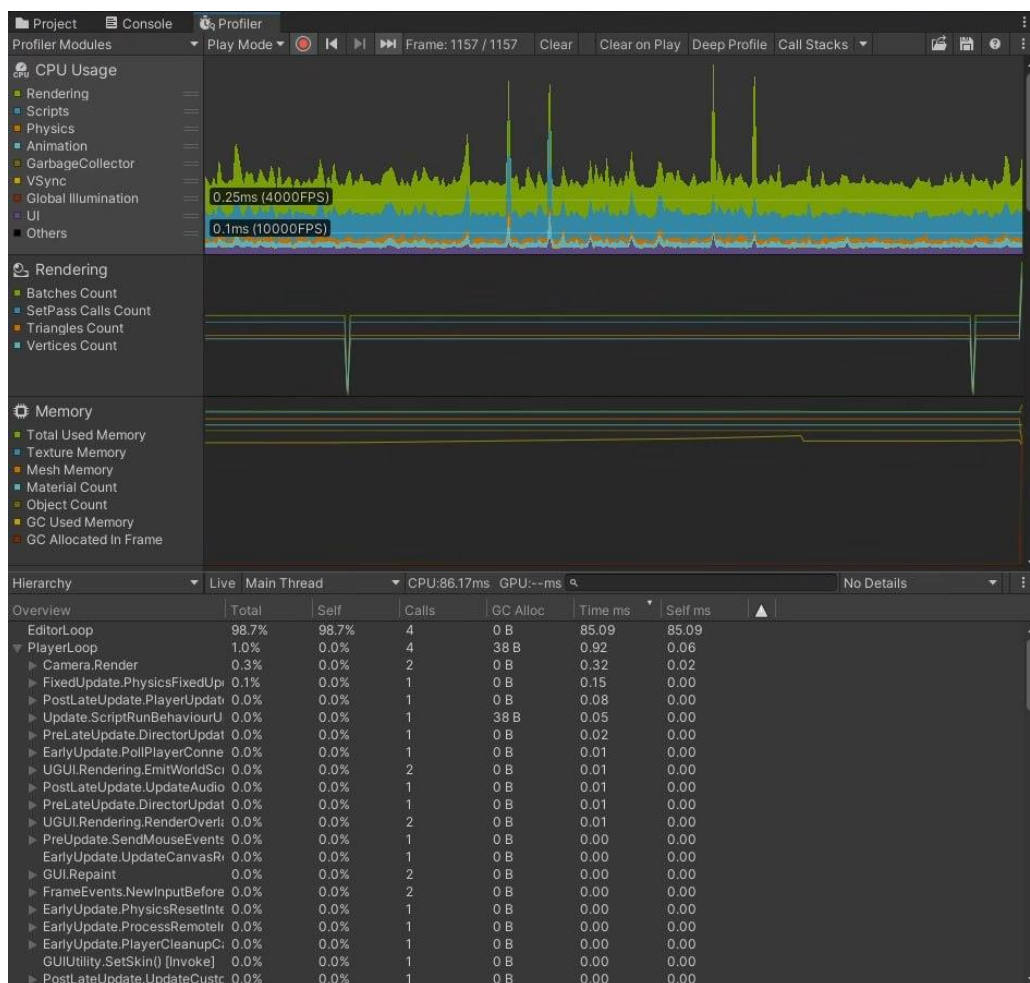 Project Console Profiler
Profiler Modules Play Mode Frame: 1157 / 1157 Clear Clear on Play Deep Profile Call Stacks
CPU Usage
Rendering
Scripts
Physics
Animation
GarbageCollector
VSync
Global Illumination
UI
Others
0.25ms (4000FPS)
0.1ms (10000FPS)
Rendering
Batches Count
SetPass Calls Count
Triangles Count
Vertices Count
Memory
Total Used Memory
Texture Memory
Mesh Memory
Material Count
Object Count
GC Used Memory
GC Allocated In Frame
Hierarchy Live Main Thread CPU:86.17ms GPU:--ms No Details
Overview Total Self Calls GC Alloc Time ms Self ms
EditorLoop 98.7% 98.7% 4 0 B 85.09 85.09
PlayerLoop 1.0% 0.0% 4 38 B 0.92 0.06
Camera.Render 0.3% 0.0% 2 0 B 0.32 0.02
FixedUpdate.PhysicsFixedUp 0.1% 0.0% 1 0 B 0.15 0.00
PostLateUpdate.PlayerUpdat 0.0% 0.0% 1 0 B 0.08 0.00
Update.ScriptRunBehaviourU 0.0% 0.0% 1 38 B 0.05 0.00
PreLateUpdate.DirectorUpdat 0.0% 0.0% 1 0 B 0.02 0.00
EarlyUpdate.PollPlayerConne 0.0% 0.0% 1 0 B 0.01 0.00
UGUI.Rendering.EmitWorldSc 0.0% 0.0% 2 0 B 0.01 0.00
PostLateUpdate.UpdateAudio 0.0% 0.0% 1 0 B 0.01 0.00
PreLateUpdate.DirectorUpdat 0.0% 0.0% 1 0 B 0.01 0.00
UGUI.Rendering.RenderOverl 0.0% 0.0% 2 0 B 0.01 0.00
PreUpdate.SendMouseEvents 0.0% 0.0% 1 0 B 0.00 0.00
EarlyUpdate.UpdateCanvasR 0.0% 0.0% 1 0 B 0.00 0.00
GUI.Repaint 0.0% 0.0% 2 0 B 0.00 0.00
FrameEvents.NewInputBefore 0.0% 0.0% 2 0 B 0.00 0.00
EarlyUpdate.PhysicsResetInte 0.0% 0.0% 1 0 B 0.00 0.00
EarlyUpdate.ProcessRemoteIr 0.0% 0.0% 1 0 B 0.00 0.00
EarlyUpdate.PlayerCleanupC 0.0% 0.0% 1 0 B 0.00 0.00
GUIUtility.SetSkin() [Invoke] 0.0% 0.0% 1 0 B 0.00 0.00
PostLateUpdate.UpdateCusto 0.0% 0.0% 1 0 B 0.00 0.00